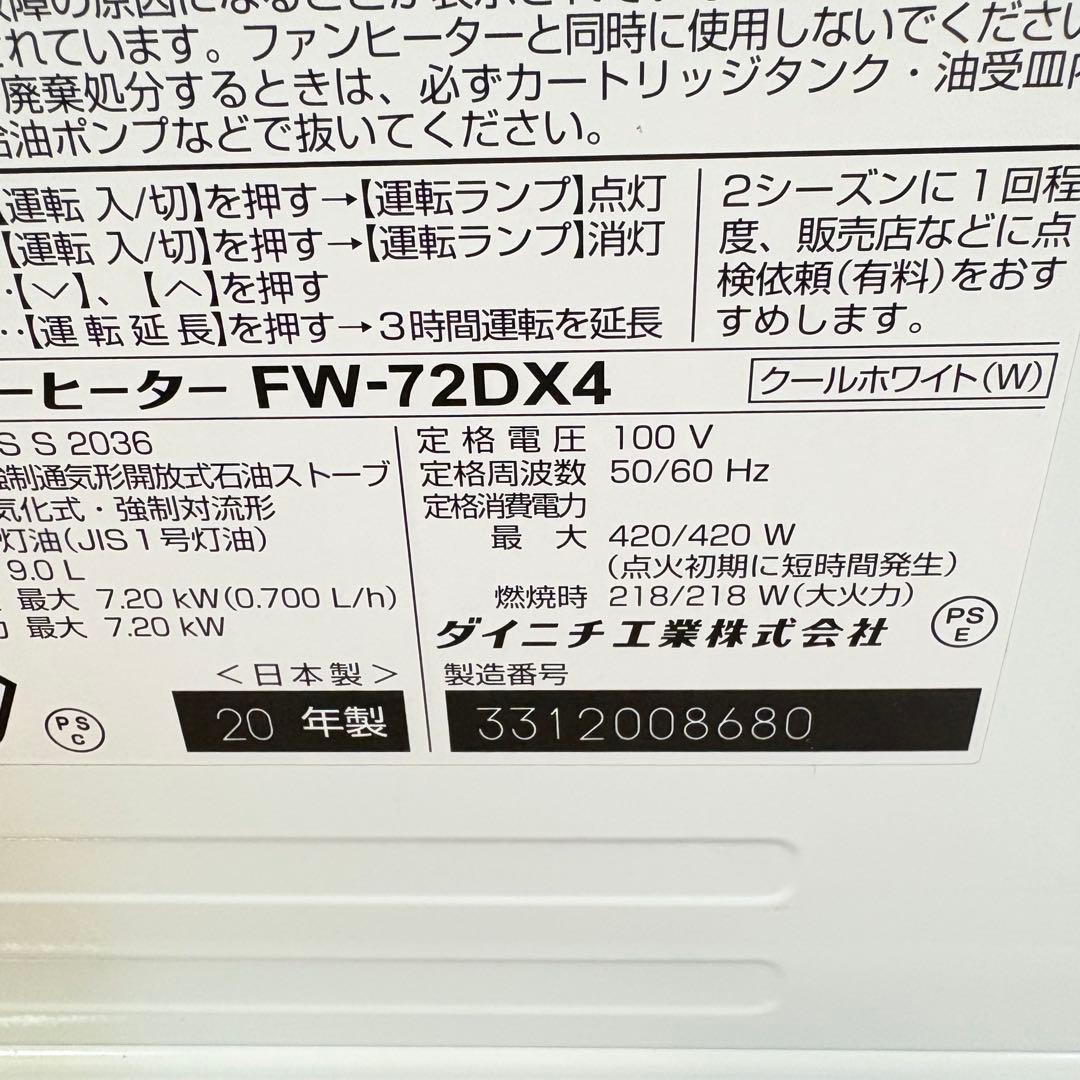 故障の原因になることが表示されてい
されています。ファンヒーターと同時に使用しないでください
廃棄処分するときは、必ずカートリッジタンク・油受皿内
給油ポンプなどで抜いてください。
【運転 入/切】を押す→【運転ランプ】点灯
【運転 入/切】を押す→【運転ランプ】消灯
‥【﹀】、【︿】を押す
‥【運転延長】を押す→3時間運転を延長
2シーズンに1回程
度、販売店などに点
検依頼(有料)をおす
すめします。
ーヒーター FW-72DX4
クールホワイト(W)
S S 2036
強制通気形開放式石油ストーブ
気化式・強制対流形
灯油(JIS1号灯油)
9.0 L
最大 7.20 kW(0.700 L/h)
力 最大 7.20 kW
<日本製>
PS C
20 年製
定格電圧 100 V
定格周波数 50/60 Hz
定格消費電力
最大 420/420 W
(点火初期に短時間発生)
燃焼時 218/218 W(大火力)
ダイニチ工業株式会社
PS E
製造番号
3312008680